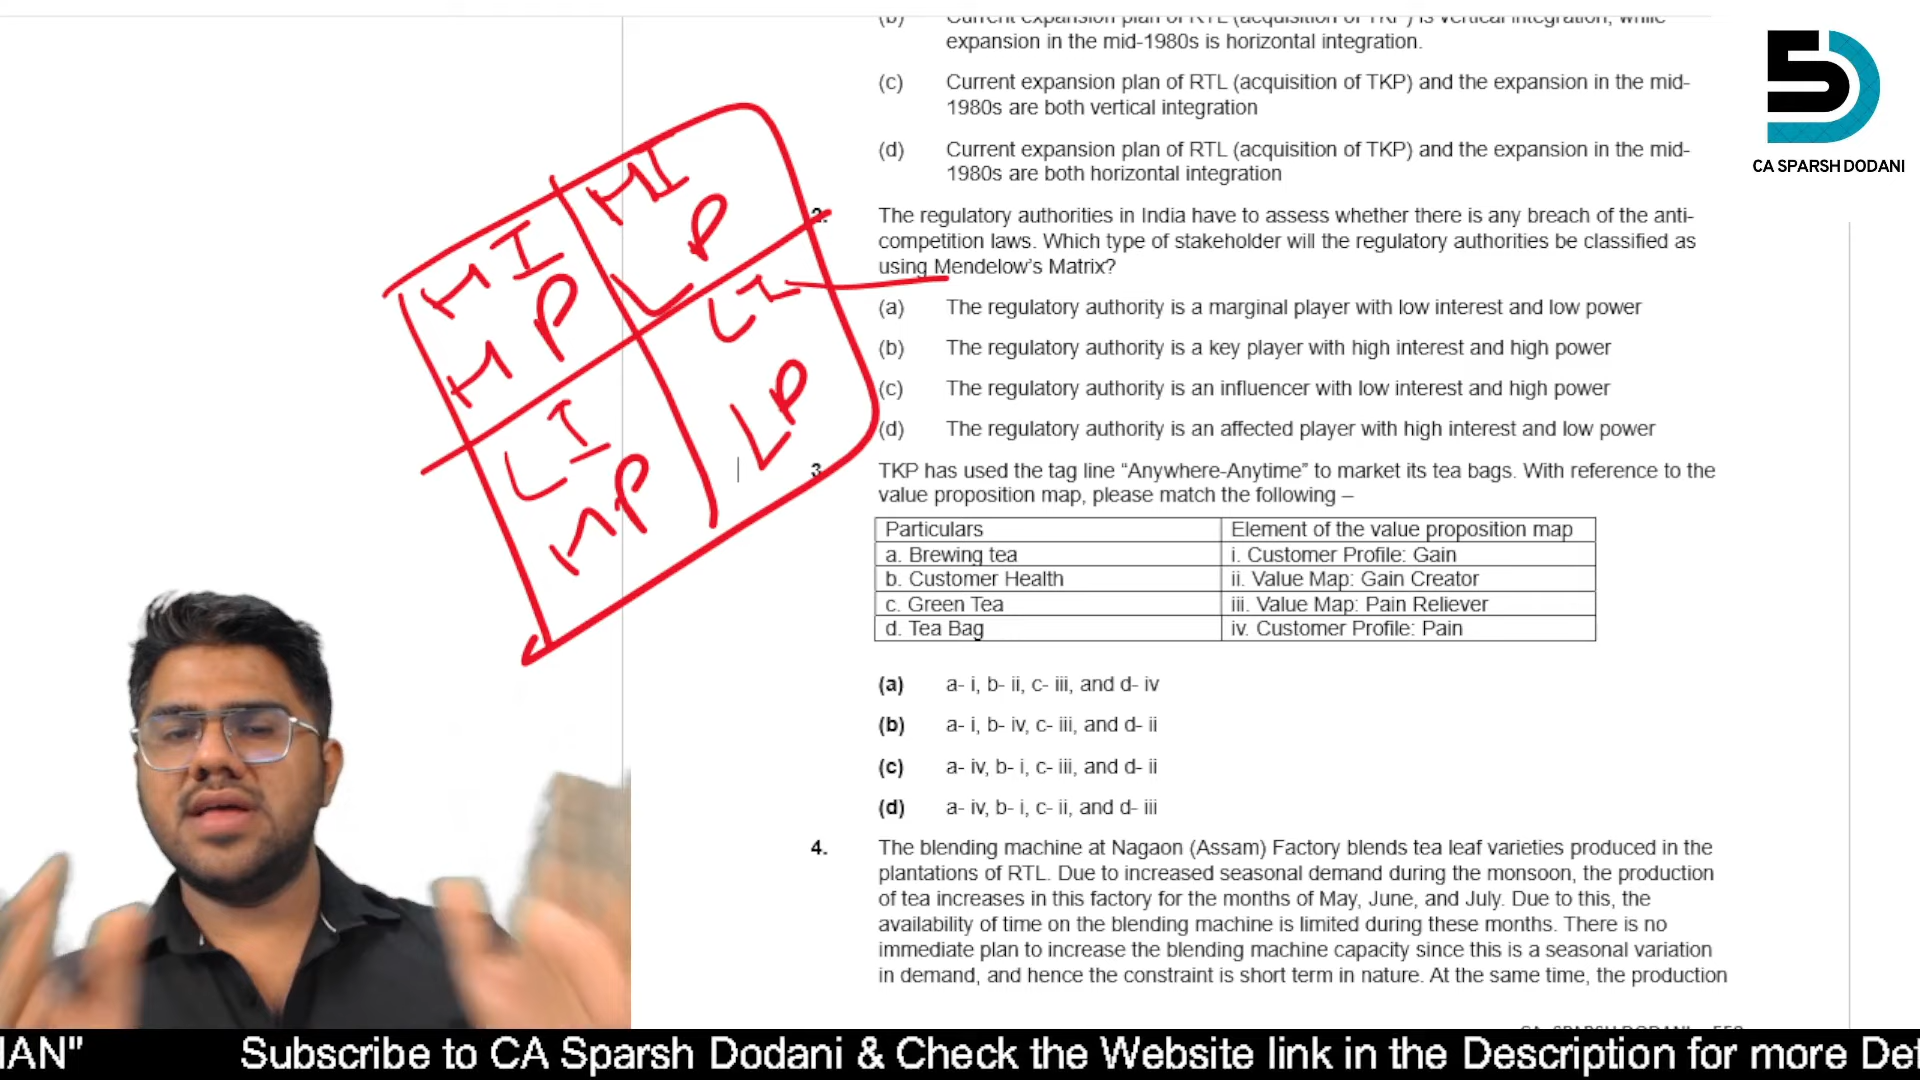 expansion in the mid-1980s is horizontal integration.
(c) Current expansion plan of RTL (acquisition of TKP) and the expansion in the mid-
1980s are both vertical integration
(d) Current expansion plan of RTL (acquisition of TKP) and the expansion in the mid-
1980s are both horizontal integration
2. The regulatory authorities in India have to assess whether there is any breach of the anti-
competition laws. Which type of stakeholder will the regulatory authorities be classified as
using Mendelow's Matrix?
(a) The regulatory authority is a marginal player with low interest and low power
(b) The regulatory authority is a key player with high interest and high power
(c) The regulatory authority is an influencer with low interest and high power
(d) The regulatory authority is an affected player with high interest and low power
3. TKP has used the tag line “Anywhere-Anytime” to market its tea bags. With reference to the
value proposition map, please match the following –
Particulars Element of the value proposition map
a. Brewing tea i. Customer Profile: Gain
b. Customer Health ii. Value Map: Gain Creator
c. Green Tea iii. Value Map: Pain Reliever
d. Tea Bag iv. Customer Profile: Pain
(a) a- i, b- ii, c- iii, and d- iv
(b) a- i, b- iv, c- iii, and d- ii
(c) a- iv, b- i, c- iii, and d- ii
(d) a- iv, b- i, c- ii, and d- iii
4. The blending machine at Nagaon (Assam) Factory blends tea leaf varieties produced in the
plantations of RTL. Due to increased seasonal demand during the monsoon, the production
of tea increases in this factory for the months of May, June, and July. Due to this, the
availability of time on the blending machine is limited during these months. There is no
immediate plan to increase the blending machine capacity since this is a seasonal variation
in demand, and hence the constraint is short term in nature. At the same time, the production
HI
HP
HI
LP
LI
HP
LI
LP
CA SPARSH DODANI
IAN" Subscribe to CA Sparsh Dodani & Check the Website link in the Description for more Det